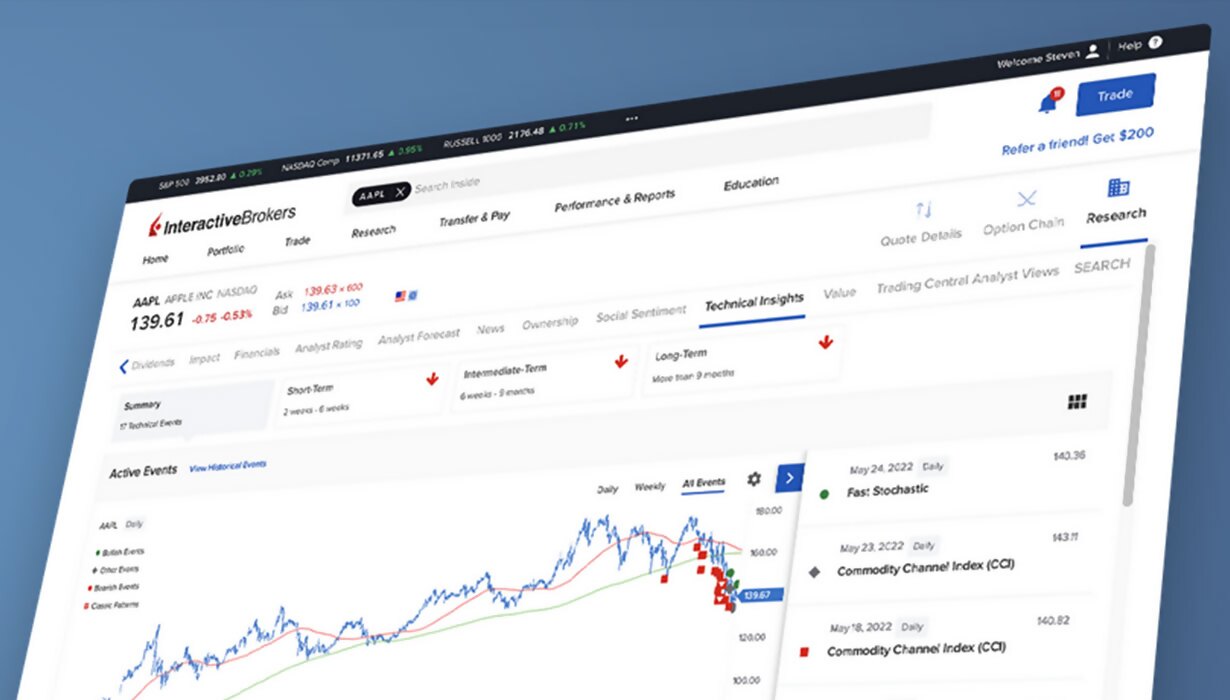 Welcome Steven Help ?
S&P 500 3952.80 ▲ 0.29% NASDAQ Comp 11371.65 ▲ 0.95% RUSSELL 1000 2176.48 ▲ 0.71% •••
11 Trade
Refer a friend! Get $200
AAPL X Search Inside
InteractiveBrokers
Home Portfolio Trade Research Transfer & Pay Performance & Reports Education
Quote Details Option Chain Research
AAPL APPLE INC NASDAQ
139.61 -0.75 -0.53%
Ask 139.63 × 600
Bid 139.61 × 100
Dividends Impact Financials Analyst Rating Analyst Forecast News Ownership Social Sentiment Technical Insights Value Trading Central Analyst Views SEARCH
Summary
17 Technical Events
Short-Term
2 weeks - 6 weeks
Intermediate-Term
6 weeks - 9 months
Long-Term
More than 9 months
Active Events View Historical Events
Daily Weekly All Events
AAPL Daily
Bullish Events
Other Events
Bearish Events
Classic Patterns
180.00
160.00
139.67
120.00
100.00
May 24, 2022 Daily 140.36
Fast Stochastic
May 23, 2022 Daily 143.11
Commodity Channel Index (CCI)
May 18, 2022 Daily 140.82
Commodity Channel Index (CCI)